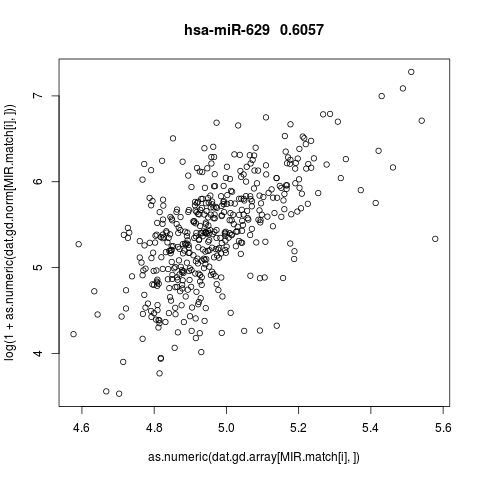 hsa-miR-629 0.6057
log(1 + as.numeric(dat.gd.norm[MIR.match[i], ]))
7
6
5
4
4.6 4.8 5.0 5.2 5.4 5.6
as.numeric(dat.gd.array[MIR.match[i], ])